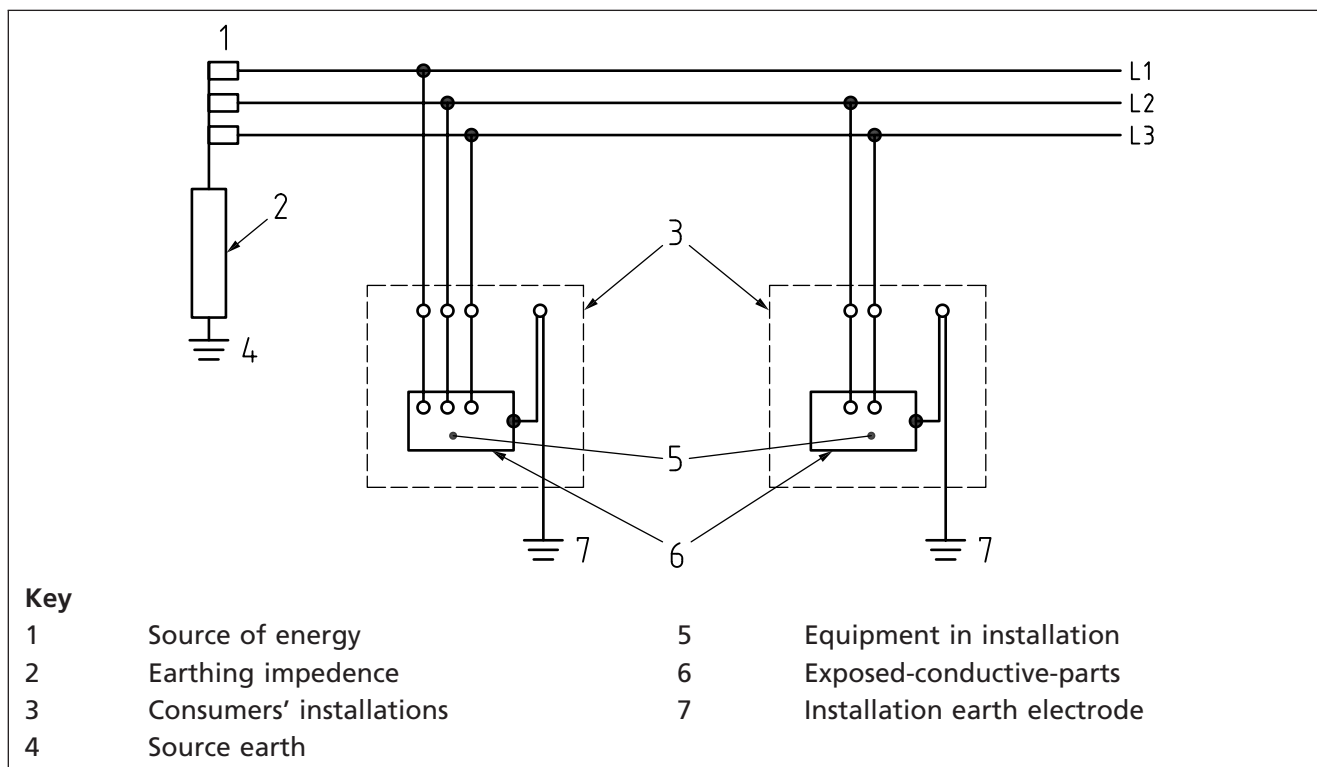 1
L1
L2
L3
2
3
4
5
7
7
6
Key
1 Source of energy 5 Equipment in installation
2 Earthing impedence 6 Exposed-conductive-parts
3 Consumers’ installations 7 Installation earth electrode
4 Source earth